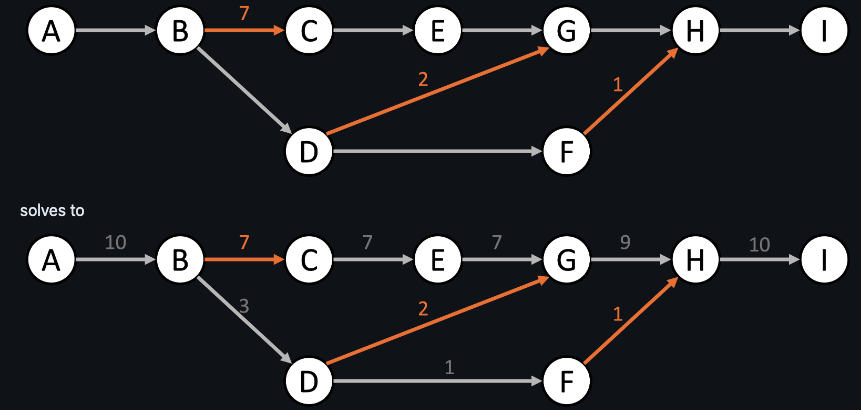 7
A B C E G H I
2 1
D F
solves to
10 7 7 7 9 10
A B C E G H I
3 2 1
1
D F